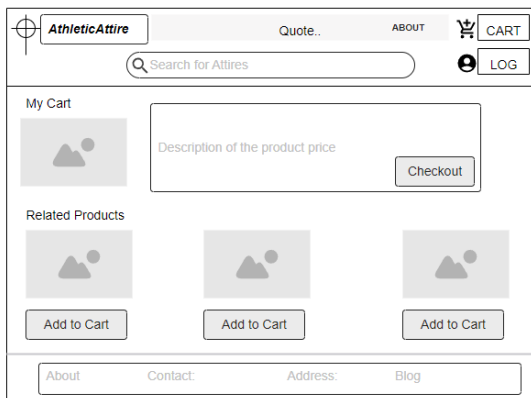 AthleticAttire Quote.. ABOUT CART
Search for Attires LOG
My Cart
Description of the product price
Checkout
Related Products
Add to Cart Add to Cart Add to Cart
About Contact: Address: Blog